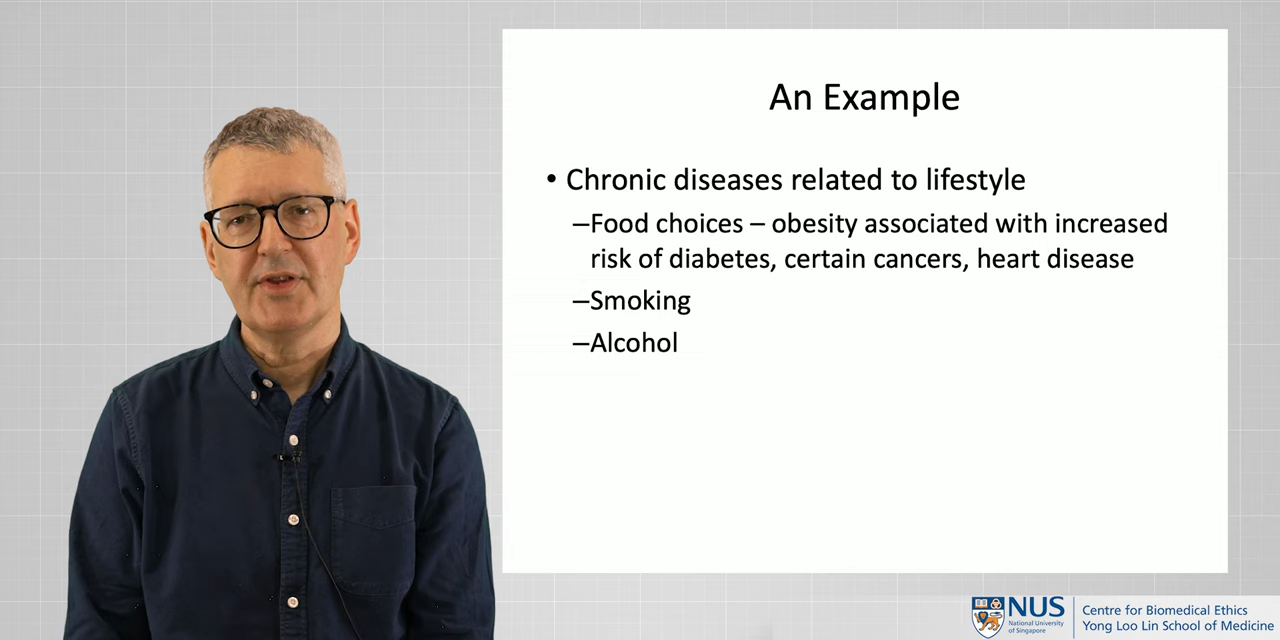 An Example
• Chronic diseases related to lifestyle
–Food choices – obesity associated with increased
risk of diabetes, certain cancers, heart disease
–Smoking
–Alcohol
NUS
National University
of Singapore
Centre for Biomedical Ethics
Yong Loo Lin School of Medicine